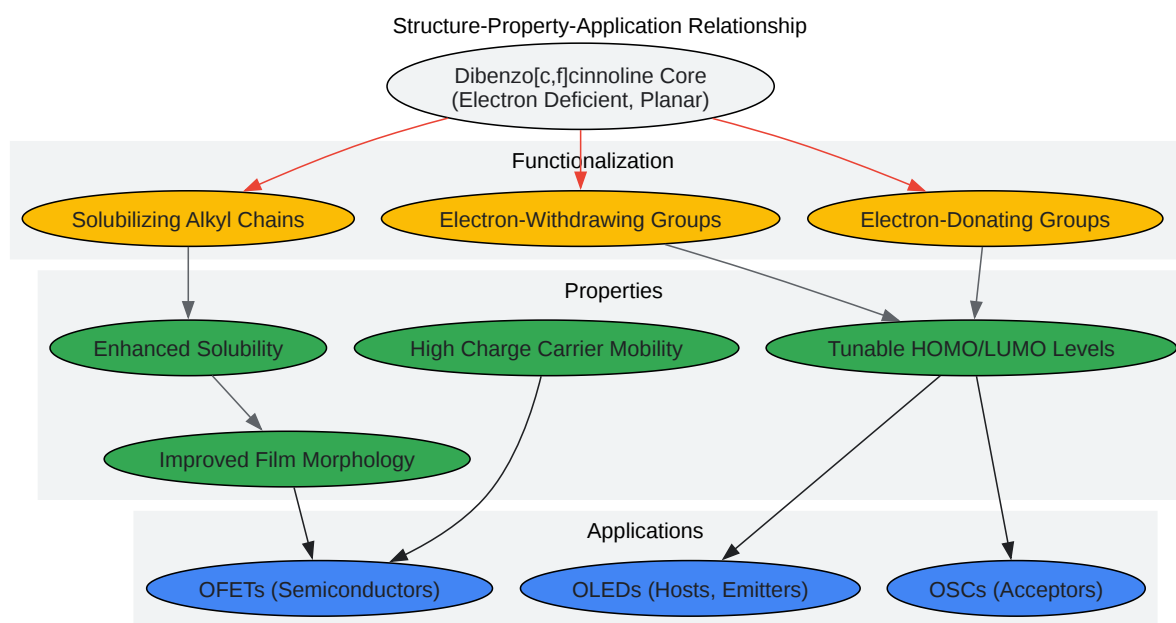 Structure-Property-Application Relationship
Dibenzo[c,f]cinnoline Core
(Electron Deficient, Planar)
Functionalization
Solubilizing Alkyl Chains
Electron-Withdrawing Groups
Electron-Donating Groups
Properties
Enhanced Solubility
High Charge Carrier Mobility
Tunable HOMO/LUMO Levels
Improved Film Morphology
Applications
OFETs (Semiconductors)
OLEDs (Hosts, Emitters)
OSCs (Acceptors)